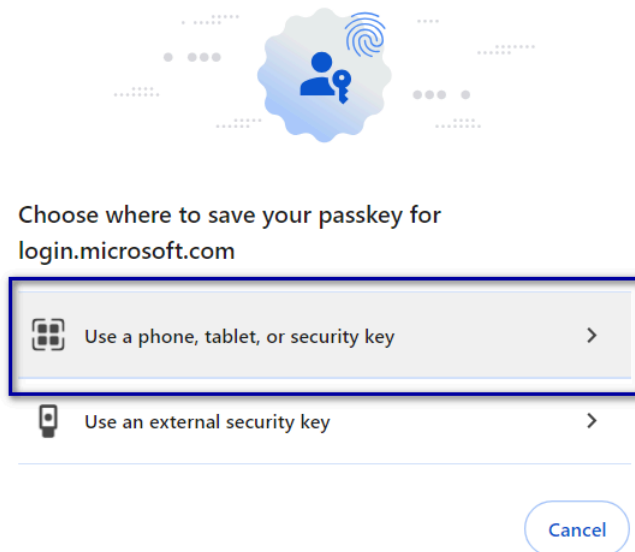 Choose where to save your passkey for
login.microsoft.com
Use a phone, tablet, or security key
Use an external security key
Cancel